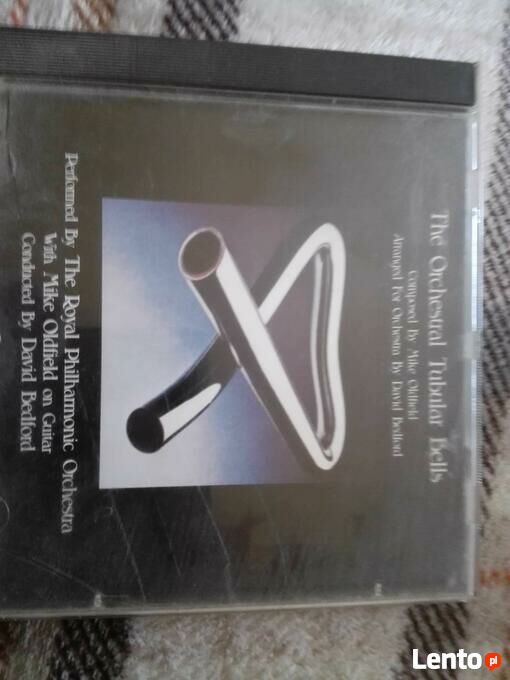 The Orchestral Tubular Bells
Composed By Mike Oldfield
Arranged For Orchestra By David Bedford
Performed By The Royal Philharmonic Orchestra
With Mike Oldfield on Guitar
Conducted By David Bedford
Lento pl